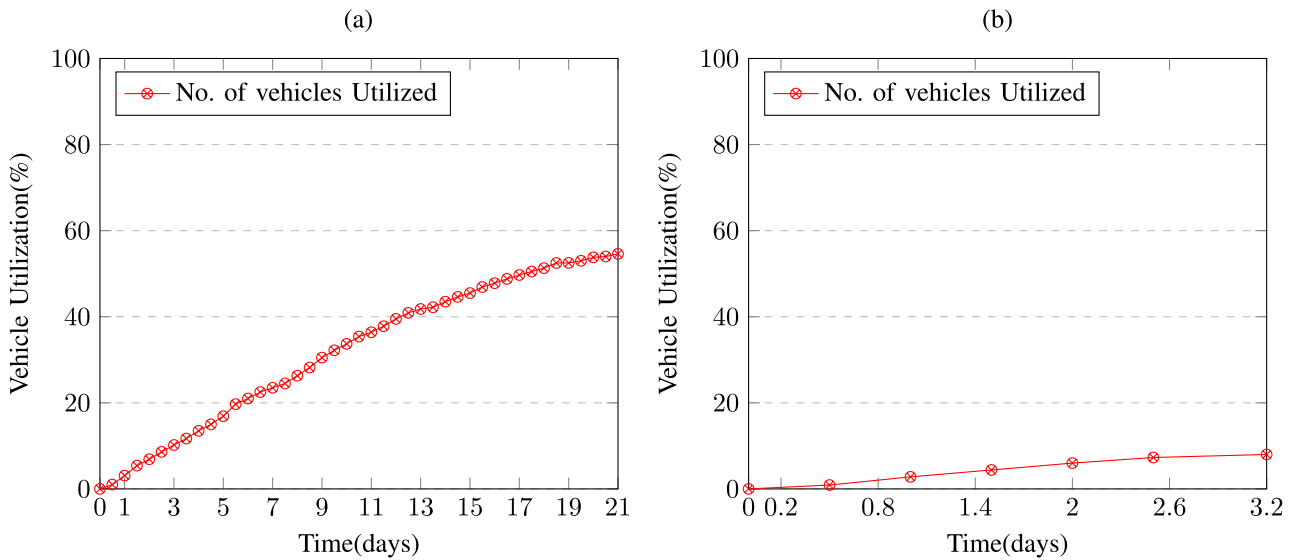 (a)
100
80
60
40
20
0
Vehicle Utilization(%)
No. of vehicles Utilized
0 1 3 5 7 9 11 13 15 17 19 21
Time(days)
(b)
100
80
60
40
20
0
Vehicle Utilization(%)
No. of vehicles Utilized
0 0.2 0.8 1.4 2 2.6 3.2
Time(days)